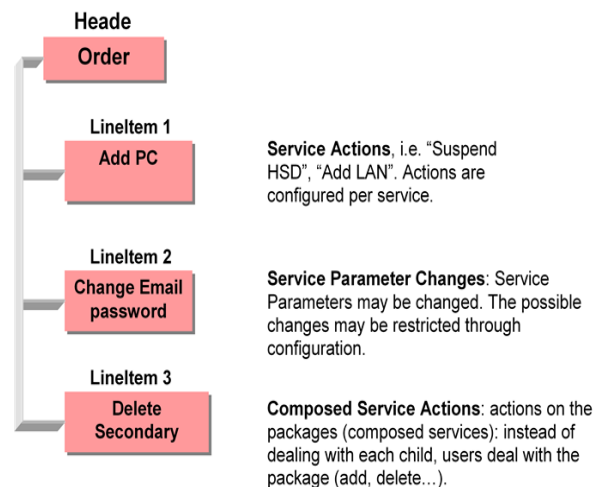 Heade
Order
LineItem 1
Add PC
Service Actions, i.e. “Suspend
HSD”, “Add LAN”. Actions are
configured per service.
LineItem 2
Change Email
password
Service Parameter Changes: Service
Parameters may be changed. The possible
changes may be restricted through
configuration.
LineItem 3
Delete
Secondary
Composed Service Actions: actions on the
packages (composed services): instead of
dealing with each child, users deal with the
package (add, delete…).